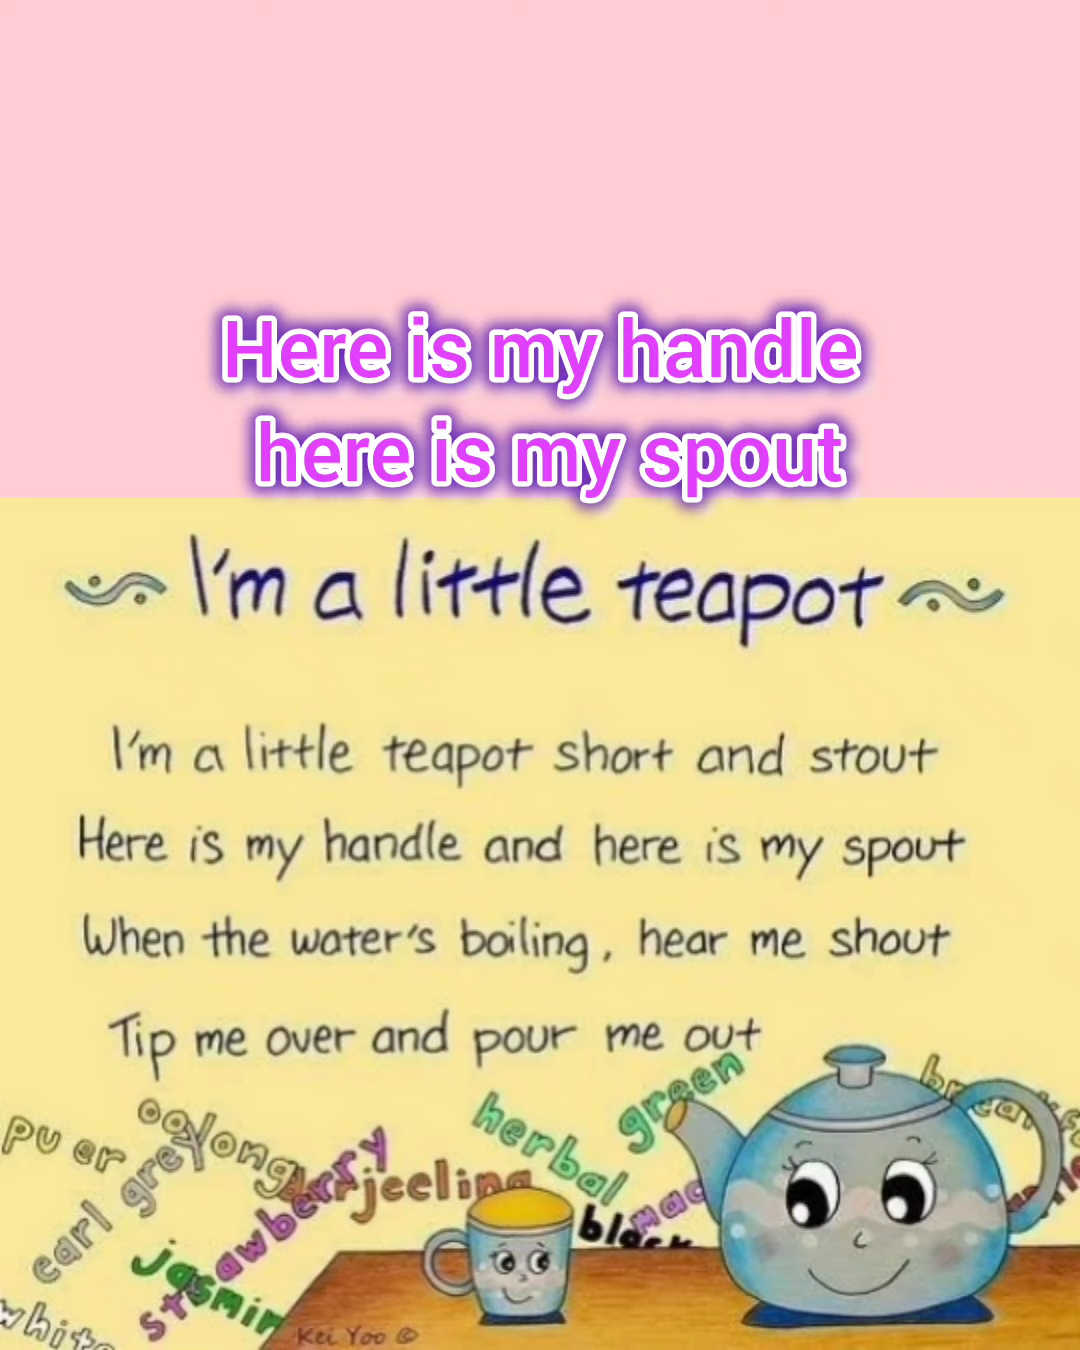 Here is my handle
here is my spout
I'm a little teapot
I'm a little teapot short and stout
Here is my handle and here is my spout
When the water's boiling, hear me shout
Tip me over and pour me out
green
herbal
pu er
oolong
earl grey
strawberry
jasmin
black
white
Kei Yoo ©